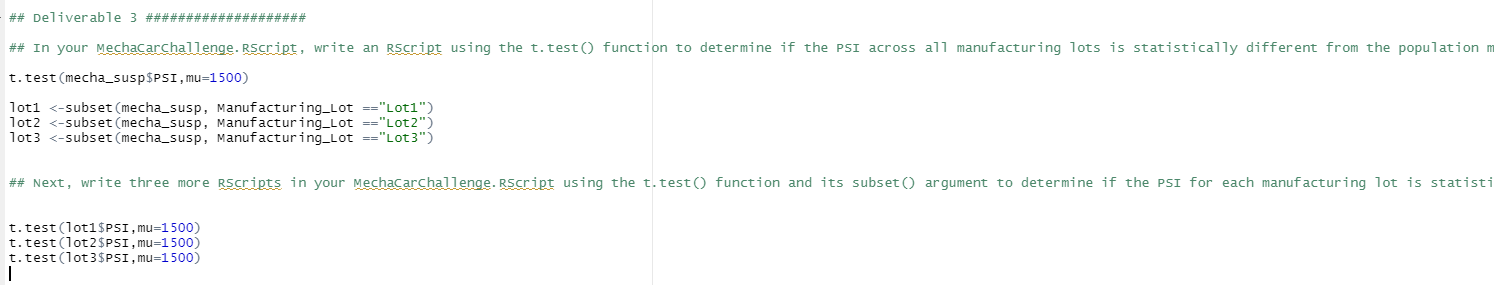 ## Deliverable 3 ####################
## In your MechaCarChallenge.RScript, write an RScript using the t.test() function to determine if the PSI across all manufacturing lots is statistically different from the population m
t.test(mecha_susp$PSI,mu=1500)
lot1 <-subset(mecha_susp, Manufacturing_Lot =="Lot1")
lot2 <-subset(mecha_susp, Manufacturing_Lot =="Lot2")
lot3 <-subset(mecha_susp, Manufacturing_Lot =="Lot3")
## Next, write three more RScripts in your MechaCarChallenge.RScript using the t.test() function and its subset() argument to determine if the PSI for each manufacturing lot is statisti
t.test(lot1$PSI,mu=1500)
t.test(lot2$PSI,mu=1500)
t.test(lot3$PSI,mu=1500)